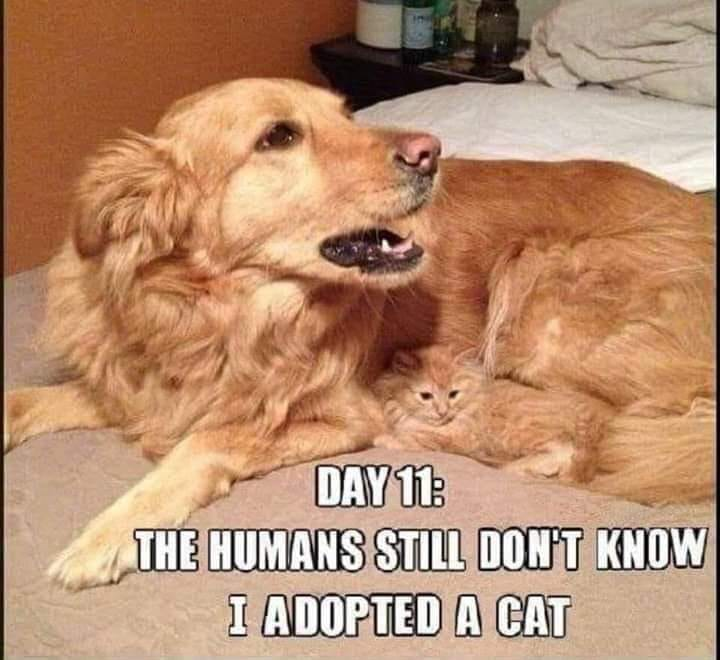 DAY 11:
THE HUMANS STILL DON'T KNOW
I ADOPTED A CAT